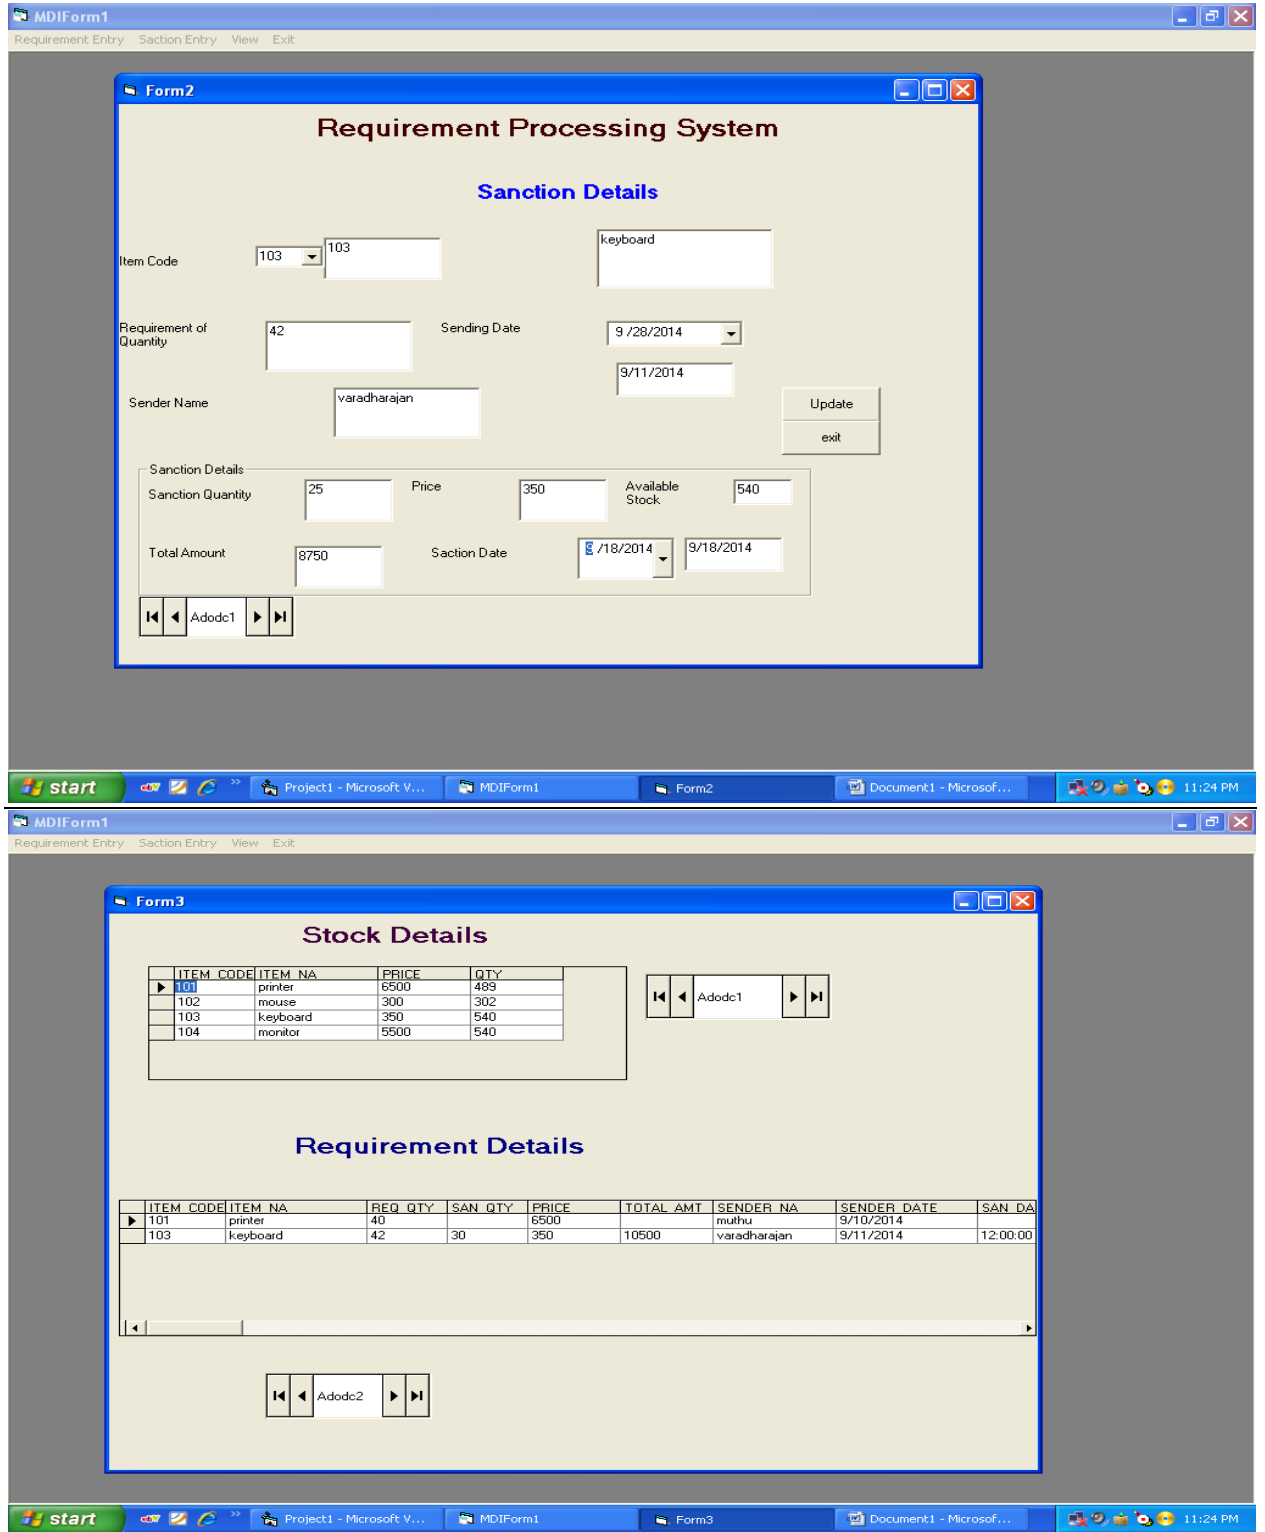 MDIForm1
Requirement Entry Saction Entry View Exit
Form2
Requirement Processing System
Sanction Details
Item Code 103 103 keyboard
Requirement of Quantity 42 Sending Date 9 /28/2014
9/11/2014
Sender Name varadharajan
Update
exit
Sanction Details
Sanction Quantity 25 Price 350 Available Stock 540
Total Amount 8750 Saction Date 9 /18/2014 9/18/2014
Adodc1
start Project1 - Microsoft V... MDIForm1 Form2 Document1 - Microsof... 11:24 PM
MDIForm1
Requirement Entry Saction Entry View Exit
Form3
Stock Details
ITEM_CODE ITEM_NA PRICE QTY
101 printer 6500 489
102 mouse 300 302
103 keyboard 350 540
104 monitor 5500 540
Adodc1
Requirement Details
ITEM_CODE ITEM_NA REQ_QTY SAN_QTY PRICE TOTAL_AMT SENDER_NA SENDER_DATE SAN_DA
101 printer 40 6500 muthu 9/10/2014
103 keyboard 42 30 350 10500 varadharajan 9/11/2014 12:00:00
Adodc2
start Project1 - Microsoft V... MDIForm1 Form3 Document1 - Microsof... 11:24 PM